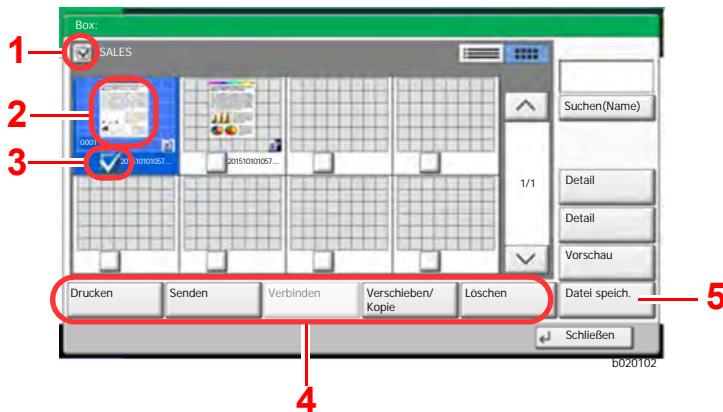 Box:
1
SALES
2
Suchen(Name)
0001
3
201510101057...
201510101057...
1/1
Detail
Detail
Vorschau
Drucken
Senden
Verbinden
Verschieben/
Kopie
Löschen
Datei speich.
5
Schließen
b020102
4